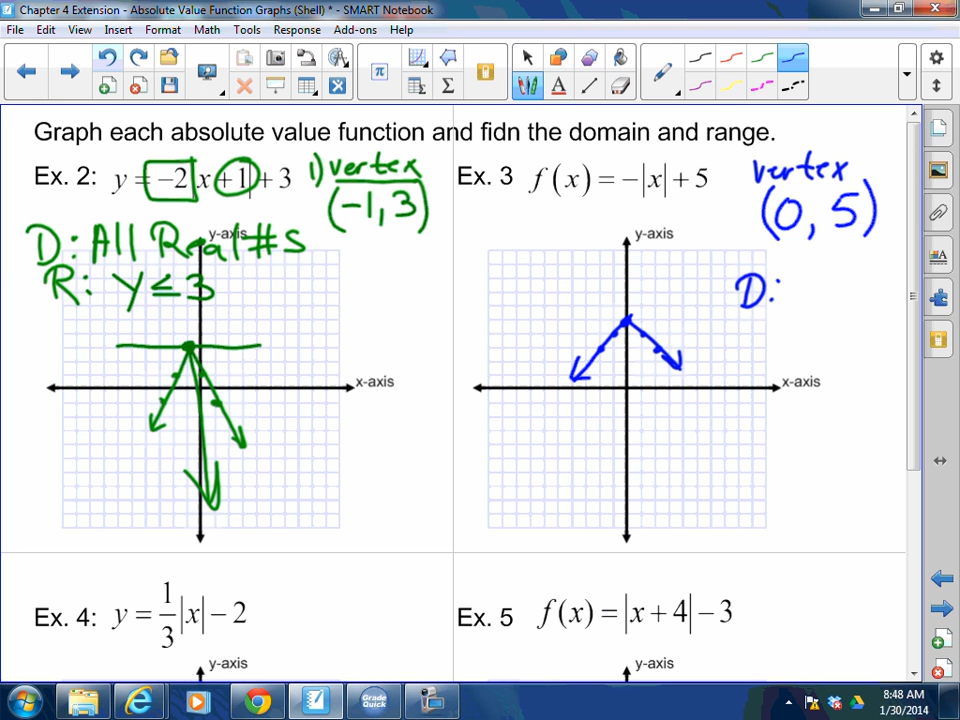 Chapter 4 Extension - Absolute Value Function Graphs (Shell) * - SMART Notebook
File Edit View Insert Format Math Tools Response Add-ons Help
Graph each absolute value function and fidn the domain and range.
Ex. 2: y = -2|x + 1| + 3
1) vertex
(-1, 3)
D: All Real #s
R: y ≤ 3
y-axis
x-axis
Ex. 3 f(x) = -|x| + 5
vertex
(0, 5)
D:
y-axis
x-axis
Ex. 4: y = 1/3|x| - 2
y-axis
Ex. 5 f(x) = |x + 4| - 3
y-axis
Grade Quick
8:48 AM
1/30/2014